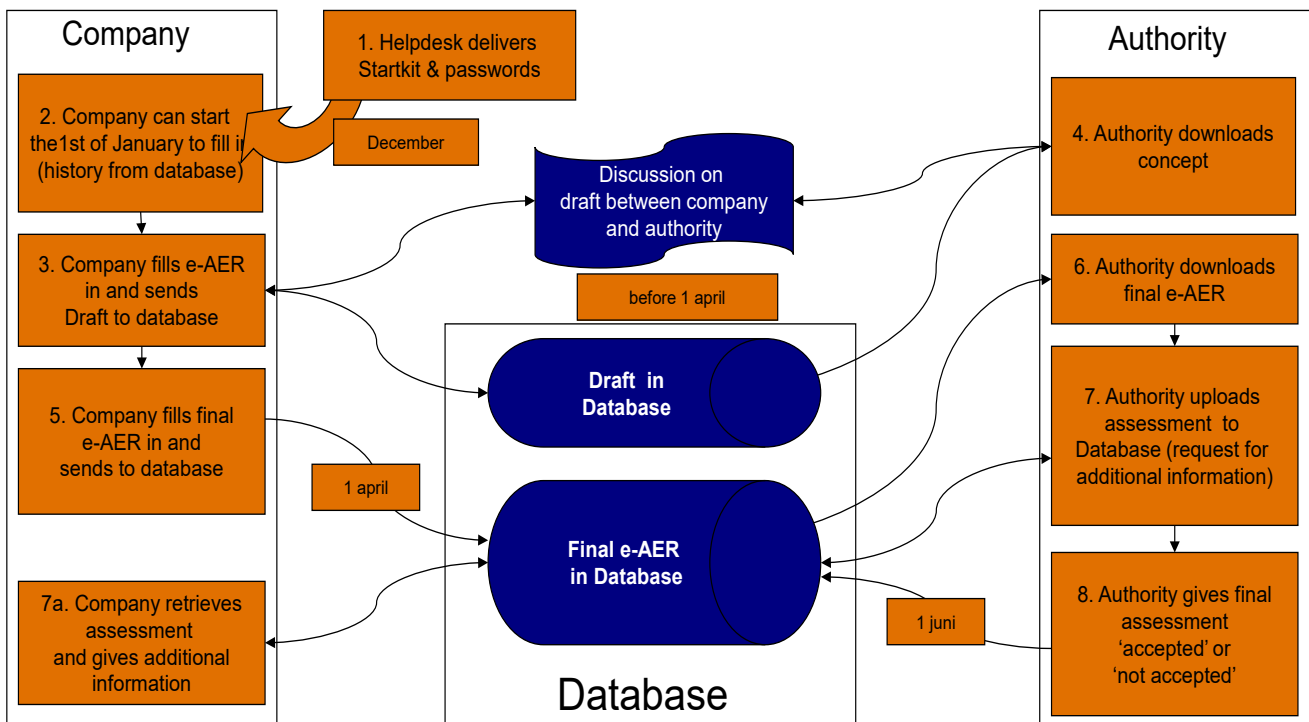 Company
1. Helpdesk delivers
Startkit & passwords
December
2. Company can start
the1st of January to fill in
(history from database)
3. Company fills e-AER
in and sends
Draft to database
5. Company fills final
e-AER in and
sends to database
1 april
7a. Company retrieves
assessment
and gives additional
information
Discussion on
draft between company
and authority
before 1 april
Draft in
Database
Final e-AER
in Database
Database
Authority
4. Authority downloads
concept
6. Authority downloads
final e-AER
7. Authority uploads
assessment to
Database (request for
additional information)
1 juni
8. Authority gives final
assessment
‘accepted’ or
‘not accepted’